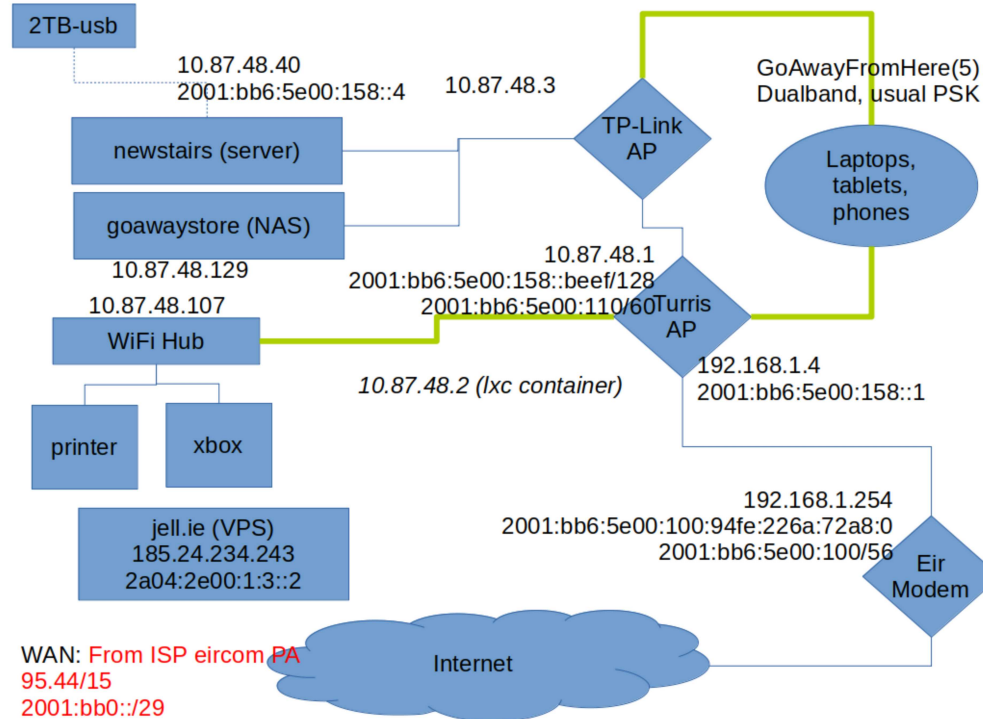 2TB-usb
10.87.48.40
2001:bb6:5e00:158::4
10.87.48.3
GoAwayFromHere(5)
Dualband, usual PSK
newstairs (server)
TP-Link
AP
Laptops,
tablets,
phones
goawaystore (NAS)
10.87.48.129
10.87.48.107
WiFi Hub
10.87.48.1
2001:bb6:5e00:158::beef/128
2001:bb6:5e00:110/60
Turris
AP
10.87.48.2 (lxc container)
192.168.1.4
2001:bb6:5e00:158::1
printer
xbox
jell.ie (VPS)
185.24.234.243
2a04:2e00:1:3::2
192.168.1.254
2001:bb6:5e00:100:94fe:226a:72a8:0
2001:bb6:5e00:100/56
Eir
Modem
WAN: From ISP eircom PA
95.44/15
2001:bb0::/29
Internet